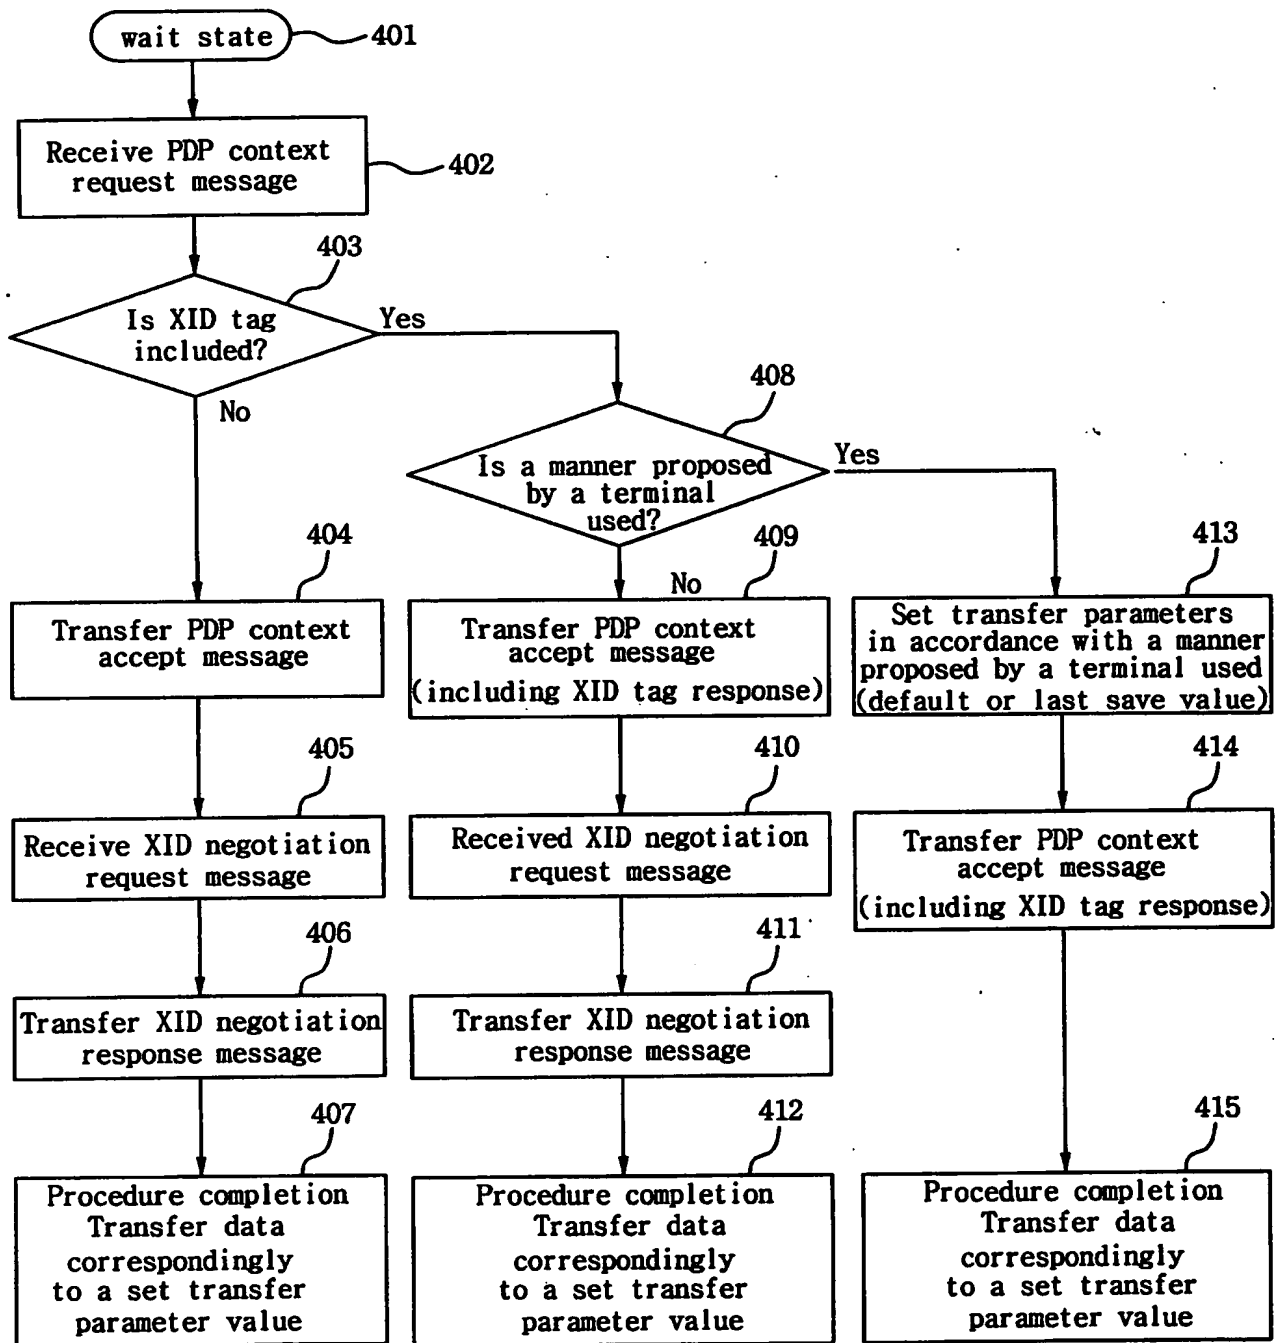 wait state
401
Receive PDP context
request message
402
403
Is XID tag
included?
Yes
No
408
Is a manner proposed
by a terminal
used?
Yes
No
404
Transfer PDP context
accept message
409
Transfer PDP context
accept message
(including XID tag response)
413
Set transfer parameters
in accordance with a manner
proposed by a terminal used
(default or last save value)
405
Receive XID negotiation
request message
410
Received XID negotiation
request message
414
Transfer PDP context
accept message
(including XID tag response)
406
Transfer XID negotiation
response message
411
Transfer XID negotiation
response message
407
Procedure completion
Transfer data
correspondingly
to a set transfer
parameter value
412
Procedure completion
Transfer data
correspondingly
to a set transfer
parameter value
415
Procedure completion
Transfer data
correspondingly
to a set transfer
parameter value